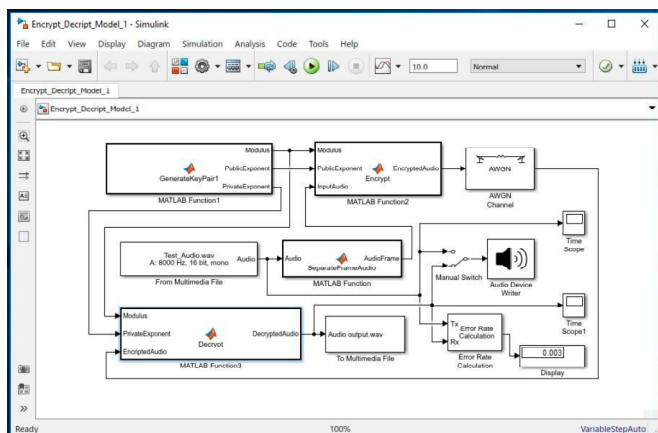 Encrypt_Decript_Model_1 - Simulink
File Edit View Display Diagram Simulation Analysis Code Tools Help
10.0 Normal
Encrypt_Decript_Model_1
Encrypt_Decript_Model_1
Modulus
PublicExponent
PrivateExponent
GenerateKeyPair1
MATLAB Function1
Modulus
PublicExponent
InputAudio
Encrypt
EncryptedAudio
MATLAB Function2
AWGN
AWGN
Channel
Test_Audio.wav
A: 8000 Hz, 16 bit, mono
Audio
From Multimedia File
Audio
SeparateFrameAudio
AudioFrame
MATLAB Function
Manual Switch
Audio Device
Writer
Time
Scope
Modulus
PrivateExponent
EncriptedAudio
Decrypt
DecryptedAudio
MATLAB Function3
Audio output.wav
To Multimedia File
Tx
Rx
Error Rate
Calculation
Error Rate
Calculation
Time
Scope1
0.003
Display
Ready 100% VariableStepAuto